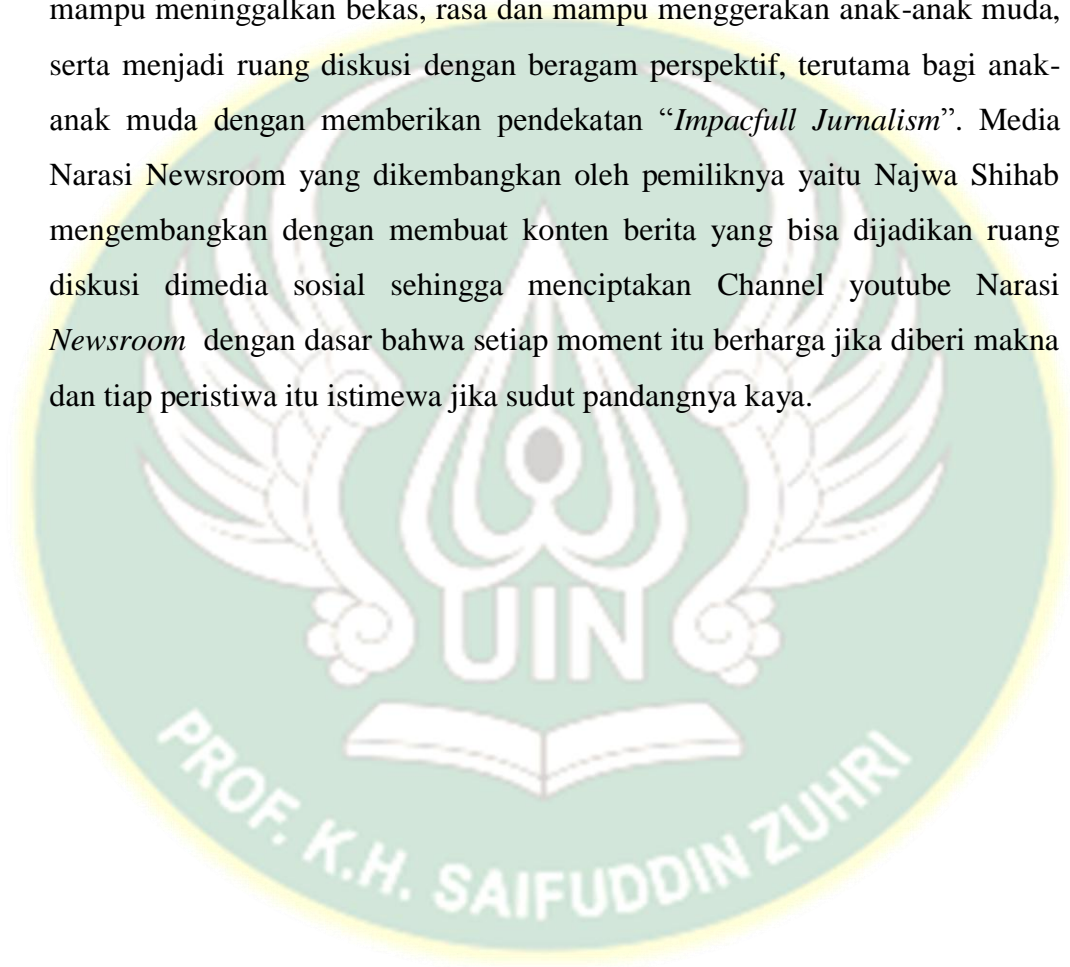 mampu meninggalkan bekas, rasa dan mampu menggerakan anak-anak muda,
serta menjadi ruang diskusi dengan beragam perspektif, terutama bagi anak-
anak muda dengan memberikan pendekatan “Impacfull Jurnalism”. Media
Narasi Newsroom yang dikembangkan oleh pemiliknya yaitu Najwa Shihab
mengembangkan dengan membuat konten berita yang bisa dijadikan ruang
diskusi dimedia sosial sehingga menciptakan Channel youtube Narasi
Newsroom dengan dasar bahwa setiap moment itu berharga jika diberi makna
dan tiap peristiwa itu istimewa jika sudut pandangnya kaya.
UIN
PROF. K.H. SAIFUDDIN ZUHRI